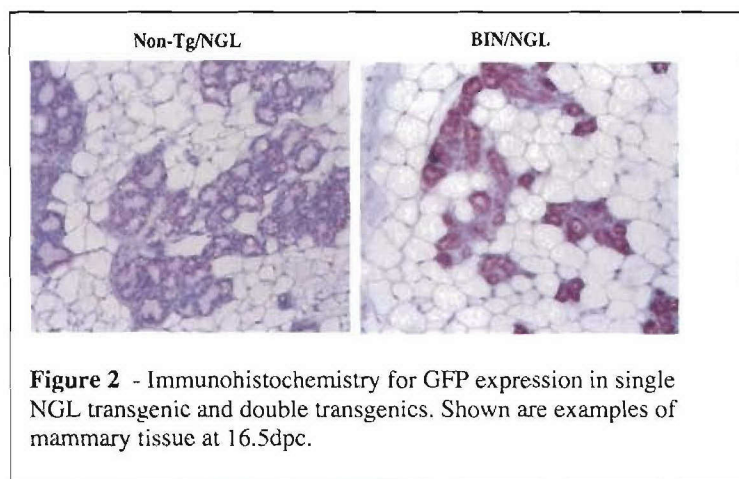 Non-Tg/NGL
BIN/NGL
Figure 2 - Immunohistochemistry for GFP expression in single
NGL transgenic and double transgenics. Shown are examples of
mammary tissue at 16.5dpc.